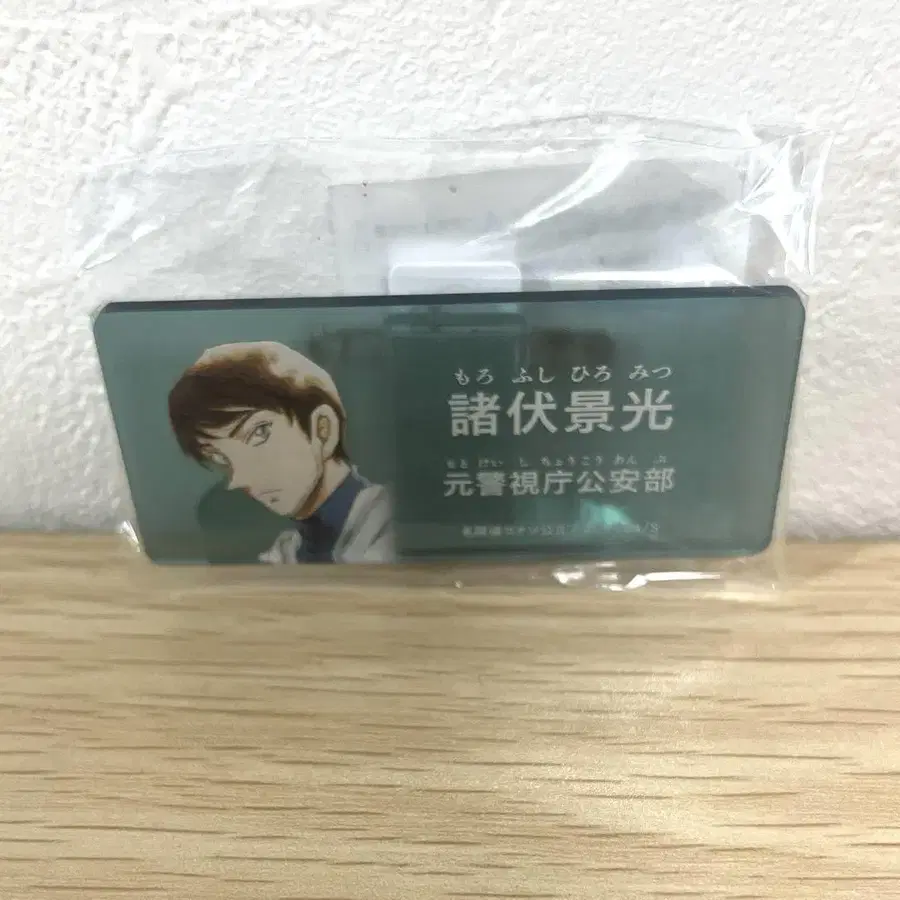 もろ ふし ひろ みつ
諸伏景光
もと けい し ちょうこう あん ぶ
元警視庁公安部